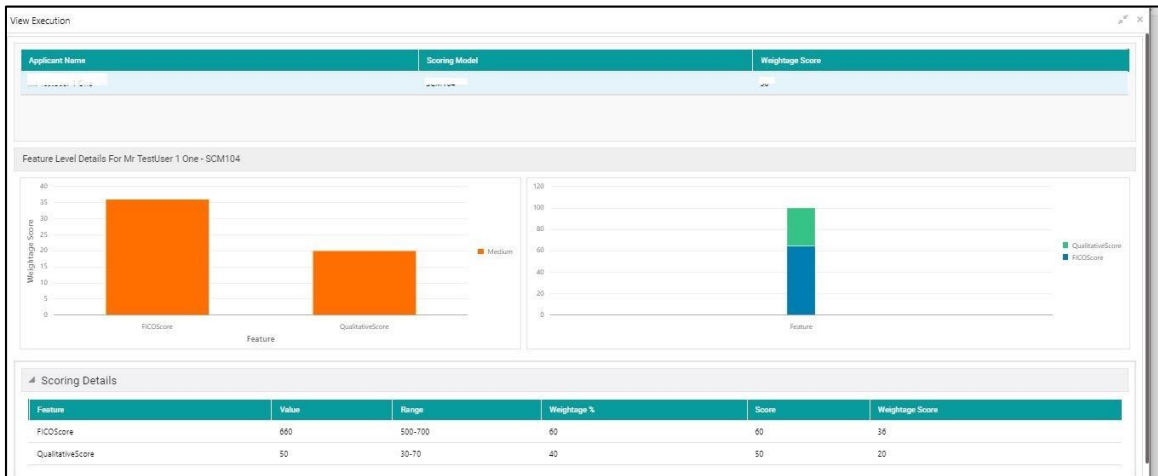 View Execution
Applicant Name Scoring Model Weightage Score
Feature Level Details For Mr TestUser 1 One - SCM104
40
35
30
25
20
15
10
5
0
Weightage Score
FICOScore QualitativeScore
Feature
Medium
120
100
80
60
40
20
0
Feature
QualitativeScore
FICOScore
Scoring Details
Feature Value Range Weightage % Score Weightage Score
FICOScore 660 500-700 60 60 36
QualitativeScore 50 30-70 40 50 20